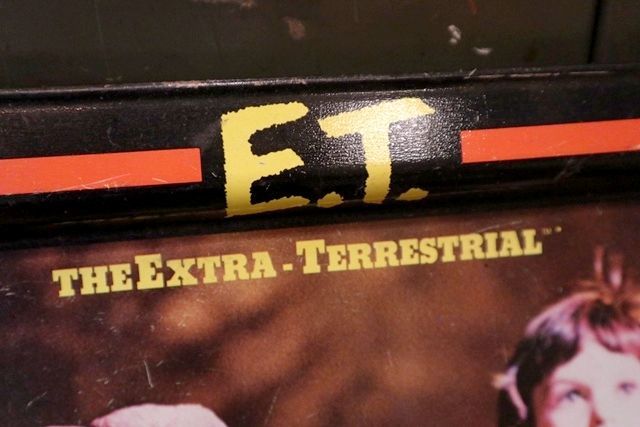 E.T.
THE EXTRA-TERRESTRIAL™